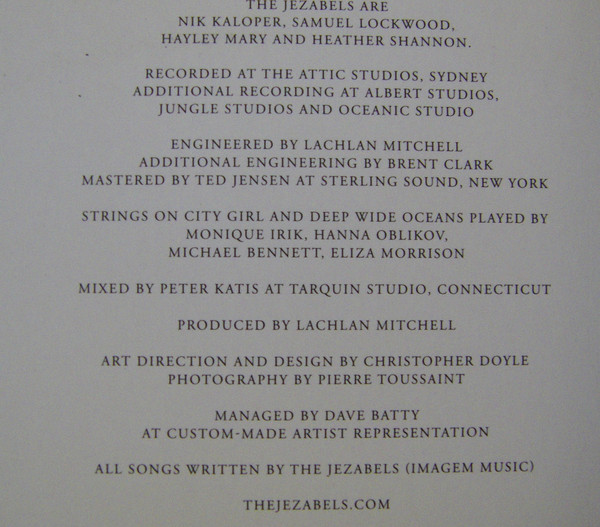 THE JEZABELS ARE
NIK KALOPER, SAMUEL LOCKWOOD,
HAYLEY MARY AND HEATHER SHANNON.
RECORDED AT THE ATTIC STUDIOS, SYDNEY
ADDITIONAL RECORDING AT ALBERT STUDIOS,
JUNGLE STUDIOS AND OCEANIC STUDIO
ENGINEERED BY LACHLAN MITCHELL
ADDITIONAL ENGINEERING BY BRENT CLARK
MASTERED BY TED JENSEN AT STERLING SOUND, NEW YORK
STRINGS ON CITY GIRL AND DEEP WIDE OCEANS PLAYED BY
MONIQUE IRIK, HANNA OBLIKOV,
MICHAEL BENNETT, ELIZA MORRISON
MIXED BY PETER KATIS AT TARQUIN STUDIO, CONNECTICUT
PRODUCED BY LACHLAN MITCHELL
ART DIRECTION AND DESIGN BY CHRISTOPHER DOYLE
PHOTOGRAPHY BY PIERRE TOUSSAINT
MANAGED BY DAVE BATTY
AT CUSTOM-MADE ARTIST REPRESENTATION
ALL SONGS WRITTEN BY THE JEZABELS (IMAGEM MUSIC)
THEJEZABELS.COM